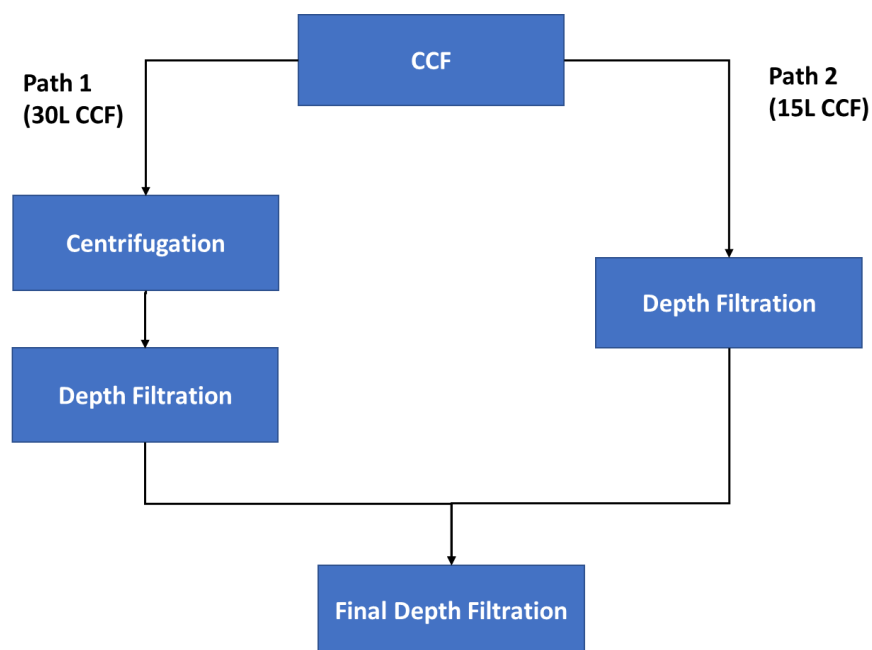 CCF
Path 1
(30L CCF)
Path 2
(15L CCF)
Centrifugation
Depth Filtration
Depth Filtration
Final Depth Filtration